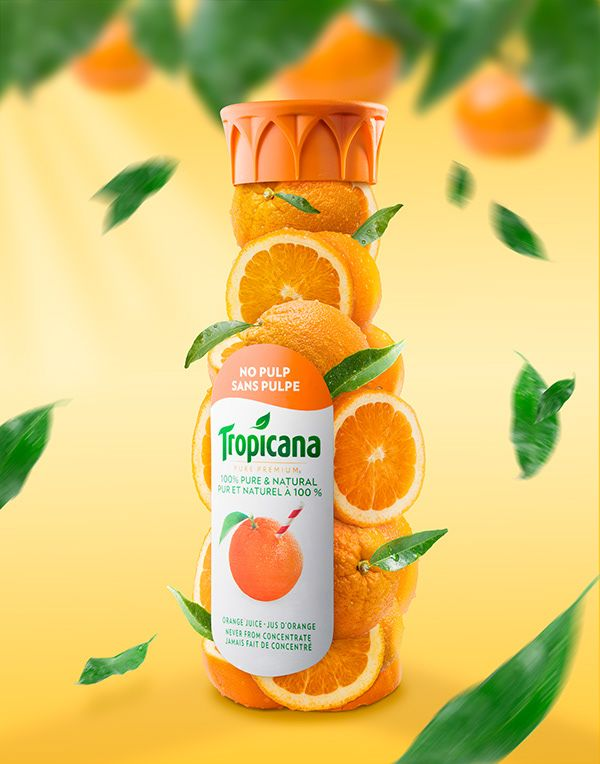 NO PULP
SANS PULPE
Tropicana
PURE PREMIUM®
100% PURE & NATURAL
PUR ET NATUREL À 100 %
ORANGE JUICE - JUS D'ORANGE
NEVER FROM CONCENTRATE
JAMAIS FAIT DE CONCENTRÉ